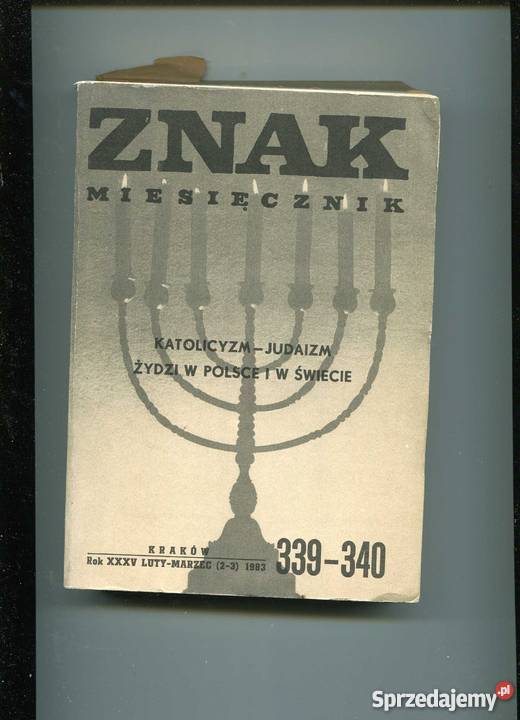 ZNAK
MIESIĘCZNIK
KATOLICYZM–JUDAIZM
ŻYDZI W POLSCE I W ŚWIECIE
KRAKÓW
Rok XXXV LUTY-MARZEC (2-3) 1983
339–340
Sprzedajemy.pl